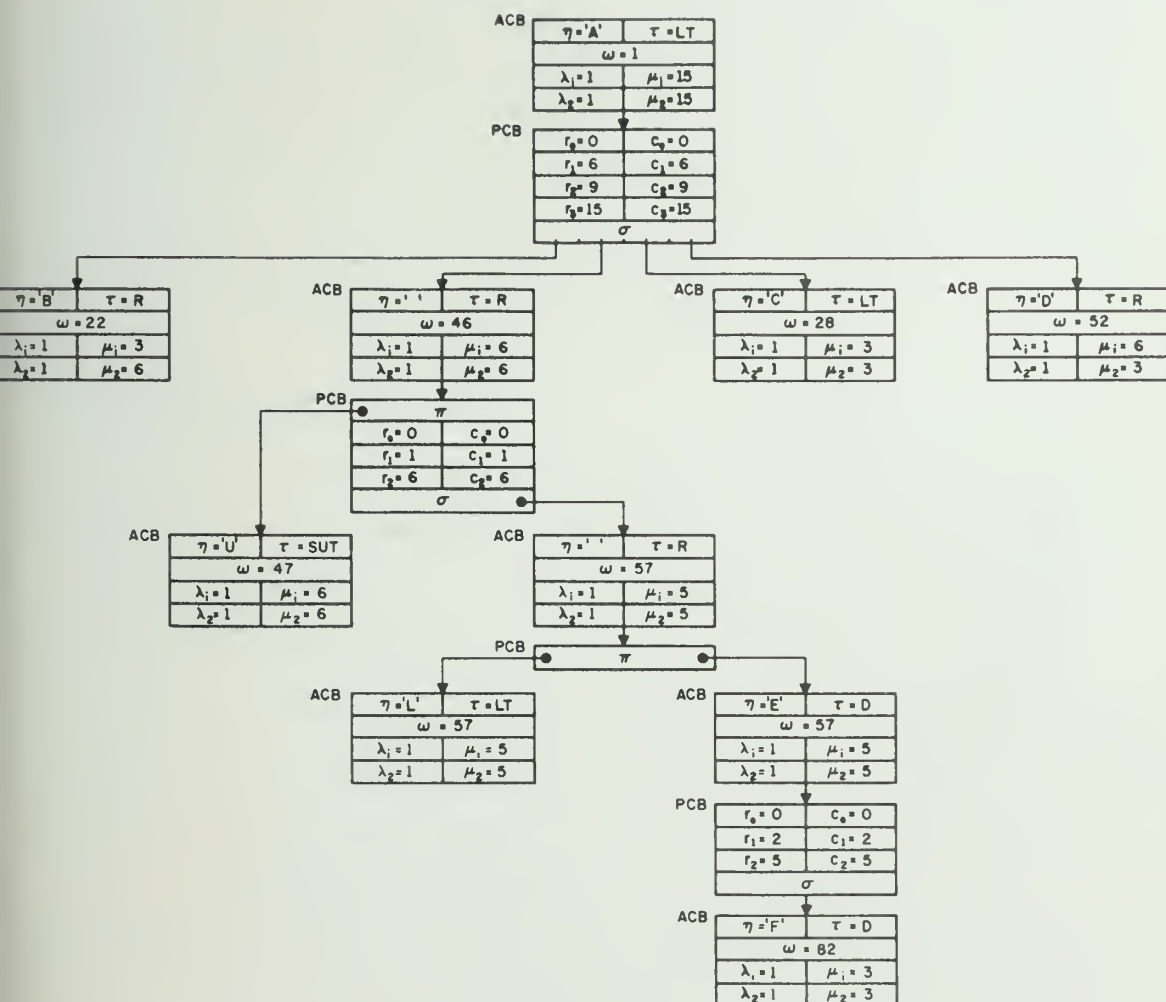 ACB
η = 'A' τ = LT
ω = 1
λ₁ = 1 μ₁ = 15
λ₂ = 1 μ₂ = 15
PCB
r₀ = 0 c₀ = 0
r₁ = 6 c₁ = 6
r₂ = 9 c₂ = 9
r₃ = 15 c₃ = 15
σ
η = 'B' τ = R
ω = 22
λ₁ = 1 μ₁ = 3
λ₂ = 1 μ₂ = 6
ACB
η = ' ' τ = R
ω = 46
λ₁ = 1 μ₁ = 6
λ₂ = 1 μ₂ = 6
ACB
η = 'C' τ = LT
ω = 28
λ₁ = 1 μ₁ = 3
λ₂ = 1 μ₂ = 3
ACB
η = 'D' τ = R
ω = 52
λ₁ = 1 μ₁ = 6
λ₂ = 1 μ₂ = 3
PCB
π
r₀ = 0 c₀ = 0
r₁ = 1 c₁ = 1
r₂ = 6 c₂ = 6
σ
ACB
η = 'U' τ = SUT
ω = 47
λ₁ = 1 μ₁ = 6
λ₂ = 1 μ₂ = 6
ACB
η = ' ' τ = R
ω = 57
λ₁ = 1 μ₁ = 5
λ₂ = 1 μ₂ = 5
PCB
π
ACB
η = 'L' τ = LT
ω = 57
λ₁ = 1 μ₁ = 5
λ₂ = 1 μ₂ = 5
ACB
η = 'E' τ = D
ω = 57
λ₁ = 1 μ₁ = 5
λ₂ = 1 μ₂ = 5
PCB
r₀ = 0 c₀ = 0
r₁ = 2 c₁ = 2
r₂ = 5 c₂ = 5
σ
ACB
η = 'F' τ = D
ω = 82
λ₁ = 1 μ₁ = 3
λ₂ = 1 μ₂ = 3